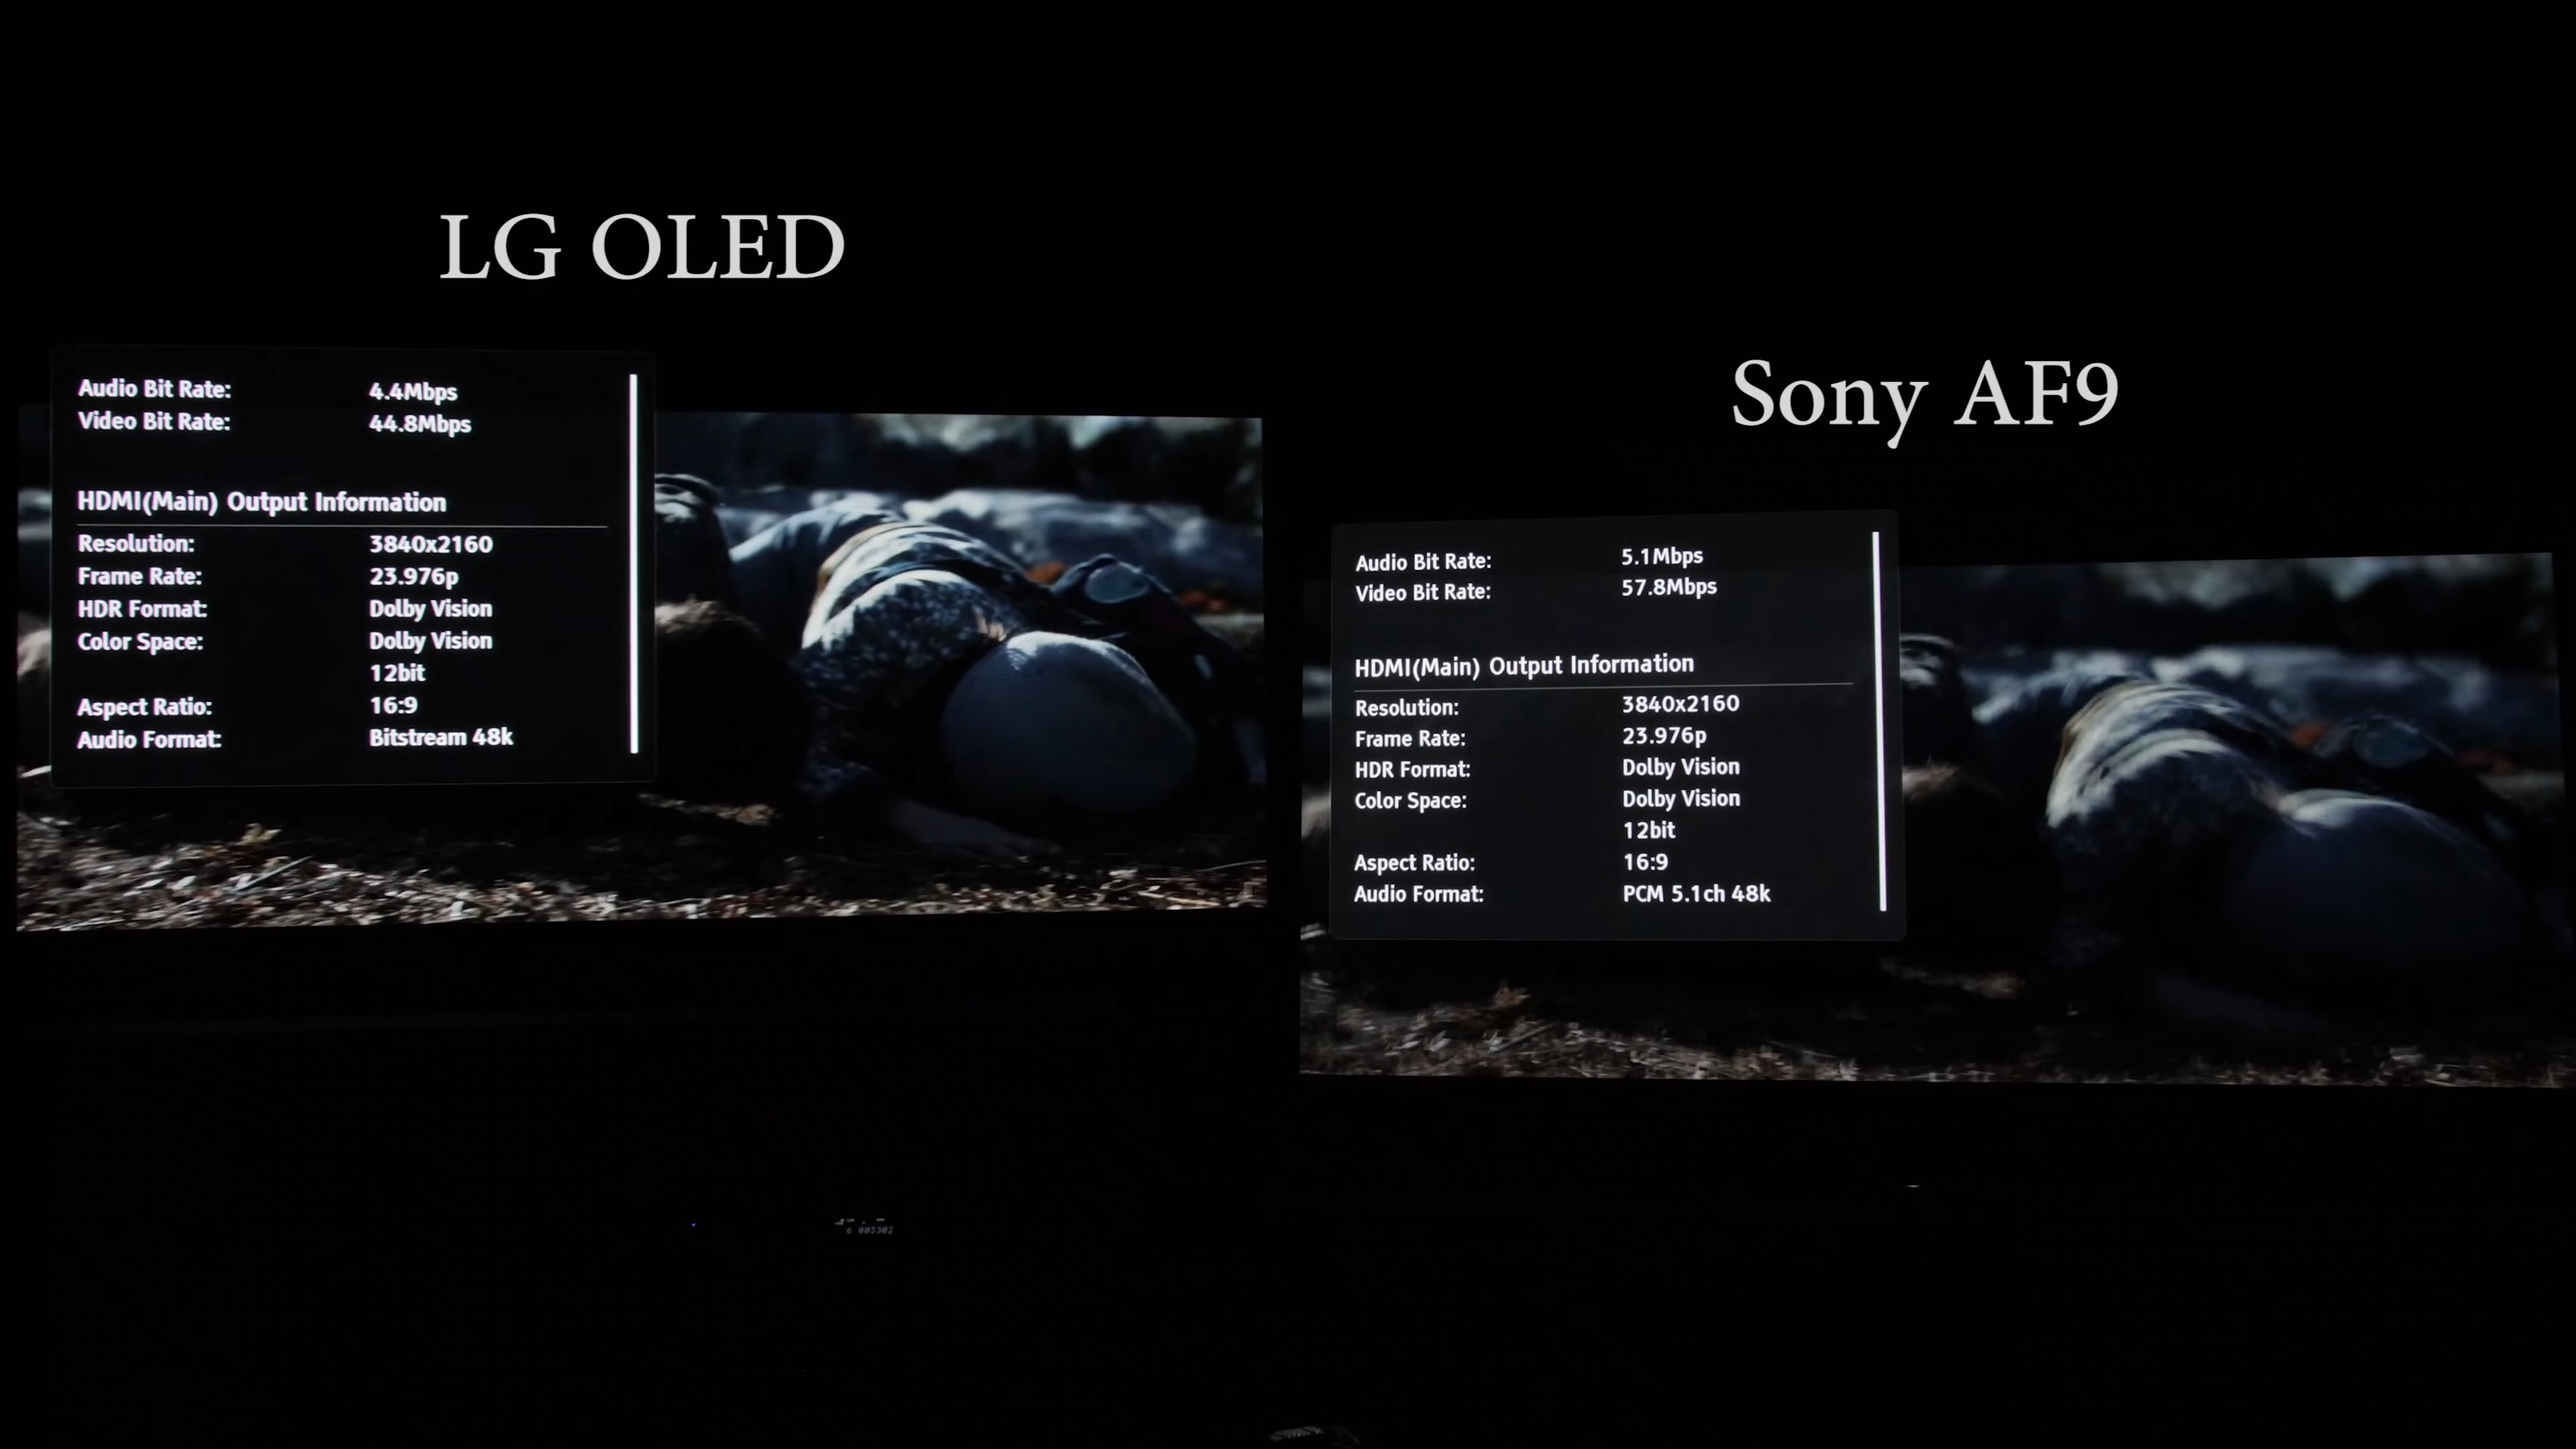 LG OLED
Audio Bit Rate: 4.4Mbps
Video Bit Rate: 44.8Mbps
HDMI(Main) Output Information
Resolution: 3840x2160
Frame Rate: 23.976p
HDR Format: Dolby Vision
Color Space: Dolby Vision
12bit
Aspect Ratio: 16:9
Audio Format: Bitstream 48k
Sony AF9
Audio Bit Rate: 5.1Mbps
Video Bit Rate: 57.8Mbps
HDMI(Main) Output Information
Resolution: 3840x2160
Frame Rate: 23.976p
HDR Format: Dolby Vision
Color Space: Dolby Vision
12bit
Aspect Ratio: 16:9
Audio Format: PCM 5.1ch 48k